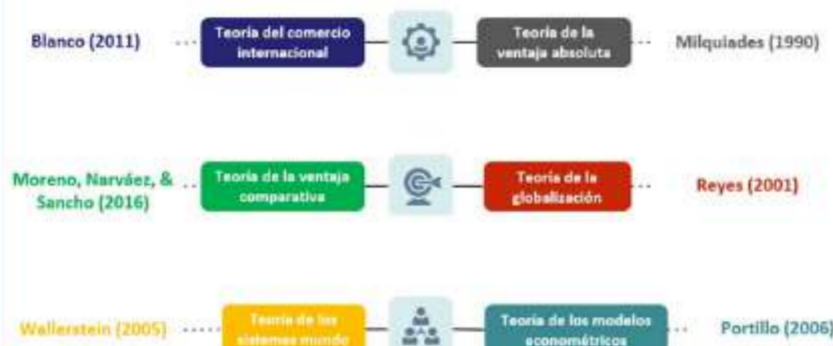 Blanco (2011)
Teoría del comercio
internacional
Teoría de la
ventaja absoluta
Milquiades (1990)
Moreno, Narváez, &
Sancho (2016)
Teoría de la ventaja
comparativa
Teoría de la
globalización
Reyes (2001)
Wallerstein (2005)
Teoría de los
sistemas mundo
Teoría de los modelos
econométricos
Portillo (2006)